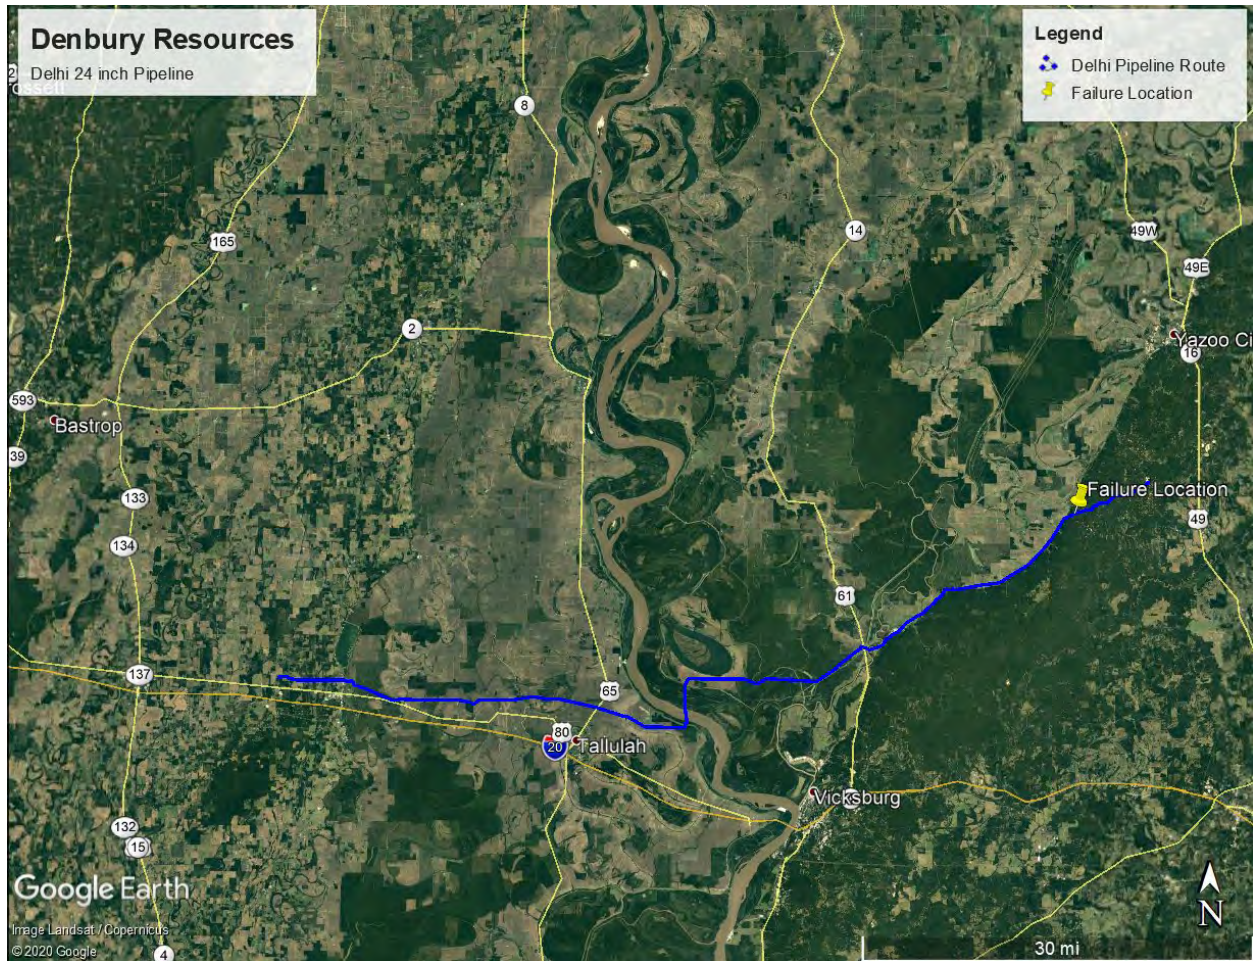 Denbury Resources
Delhi 24 inch Pipeline
Legend
Delhi Pipeline Route
Failure Location
8
165
14
49W
49E
2
Yazoo Ci
16
593
Bastrop
39
133
134
Failure Location
49
61
137
65
80
20
Tallulah
Vicksburg
132
15
4
Google Earth
Image Landsat / Copernicus
© 2020 Google
N
30 mi